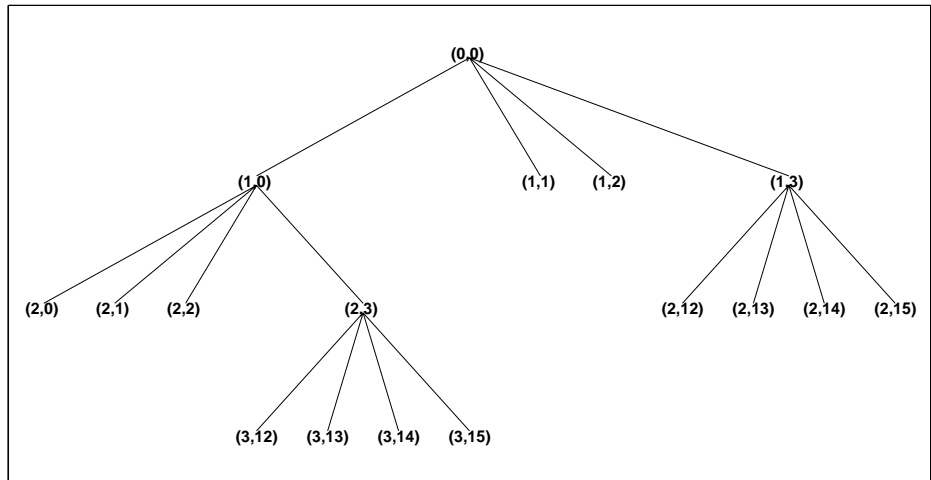 (0,0)
(1,0) (1,1) (1,2) (1,3)
(2,0) (2,1) (2,2) (2,3) (2,12) (2,13) (2,14) (2,15)
(3,12) (3,13) (3,14) (3,15)